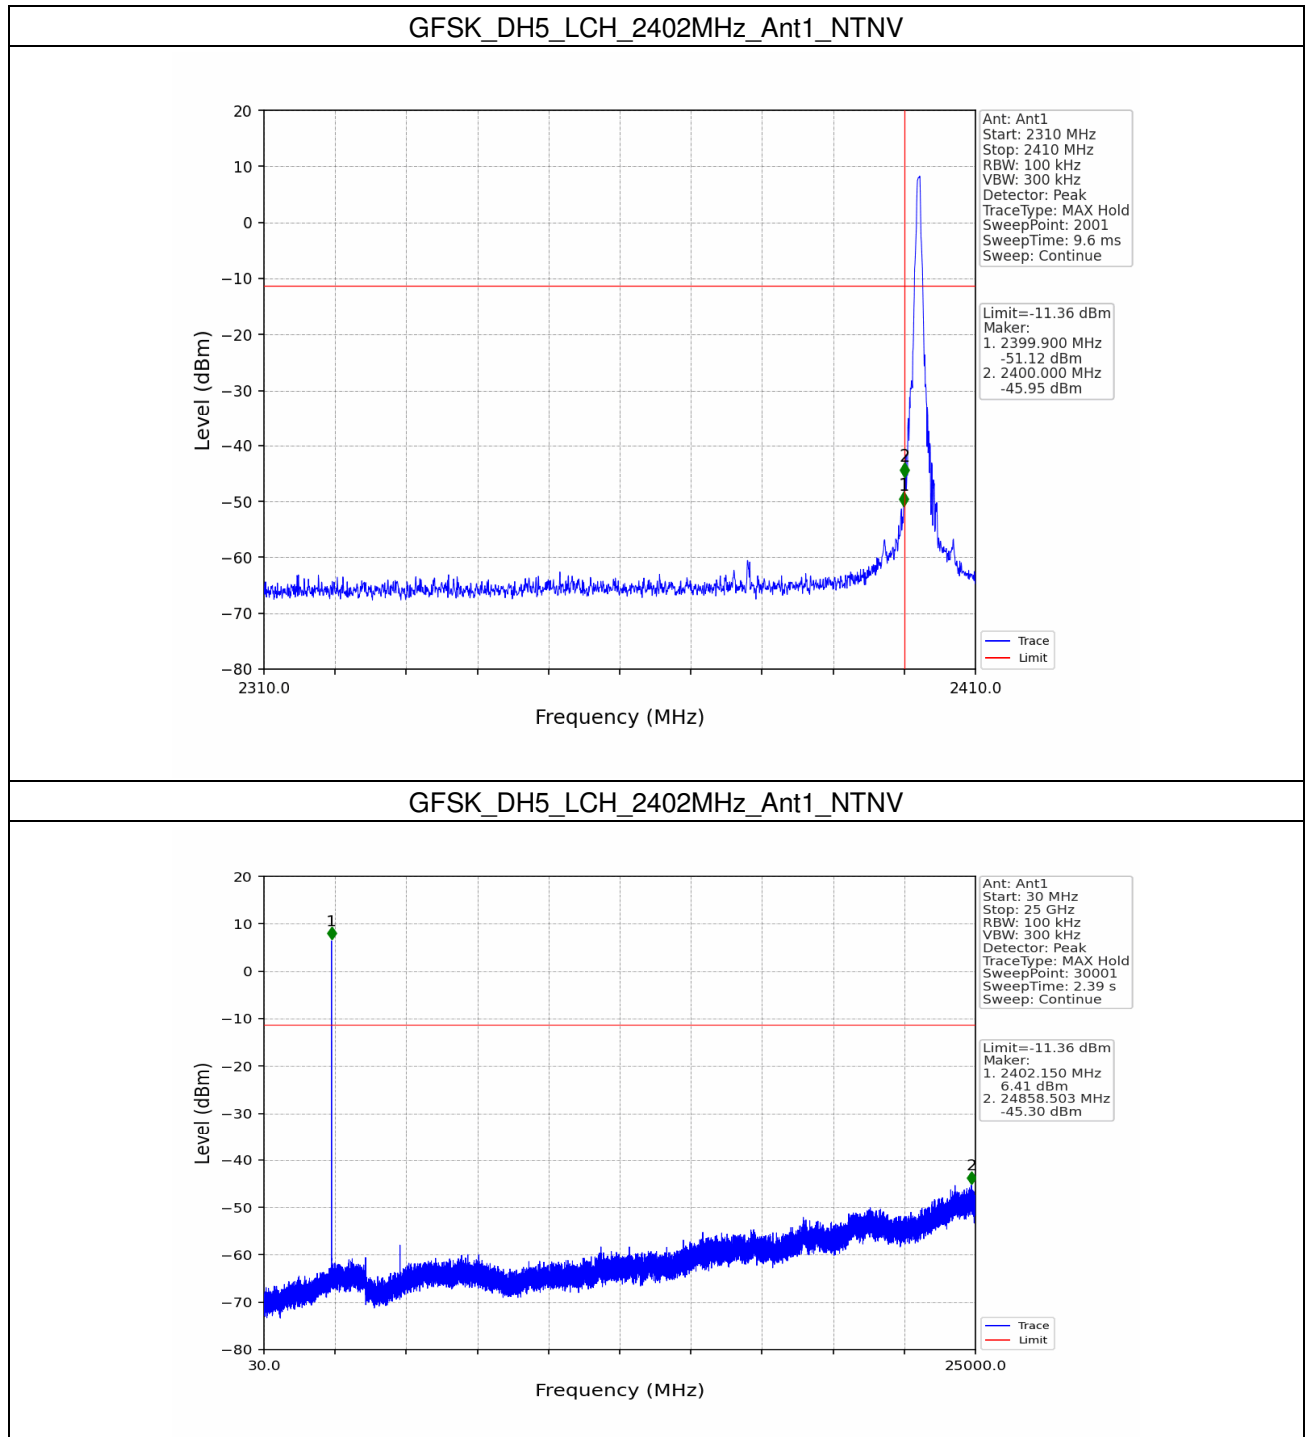 GFSK_DH5_LCH_2402MHz_Ant1_NTNV
20
10
0
−10
−20
−30
−40
−50
−60
−70
−80
Level (dBm)
2
1
2310.0
2410.0
Frequency (MHz)
Ant: Ant1
Start: 2310 MHz
Stop: 2410 MHz
RBW: 100 kHz
VBW: 300 kHz
Detector: Peak
TraceType: MAX Hold
SweepPoint: 2001
SweepTime: 9.6 ms
Sweep: Continue
Limit=-11.36 dBm
Maker:
1. 2399.900 MHz
-51.12 dBm
2. 2400.000 MHz
-45.95 dBm
Trace
Limit
GFSK_DH5_LCH_2402MHz_Ant1_NTNV
20
10
0
−10
−20
−30
−40
−50
−60
−70
−80
Level (dBm)
1
2
30.0
25000.0
Frequency (MHz)
Ant: Ant1
Start: 30 MHz
Stop: 25 GHz
RBW: 100 kHz
VBW: 300 kHz
Detector: Peak
TraceType: MAX Hold
SweepPoint: 30001
SweepTime: 2.39 s
Sweep: Continue
Limit=-11.36 dBm
Maker:
1. 2402.150 MHz
6.41 dBm
2. 24858.503 MHz
-45.30 dBm
Trace
Limit